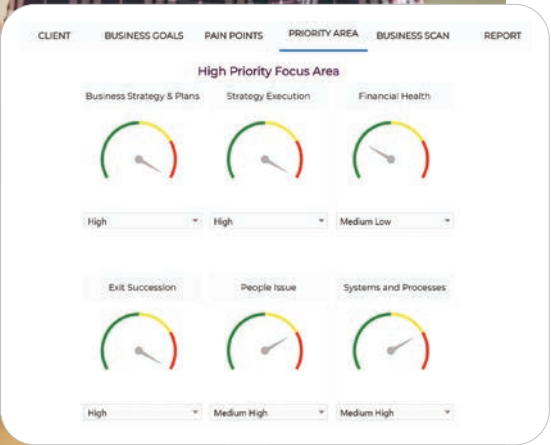 CLIENT BUSINESS GOALS PAIN POINTS PRIORITY AREA BUSINESS SCAN REPORT
High Priority Focus Area
Business Strategy & Plans Strategy Execution Financial Health
High High Medium Low
Exit Succession People Issue Systems and Processes
High Medium High Medium High